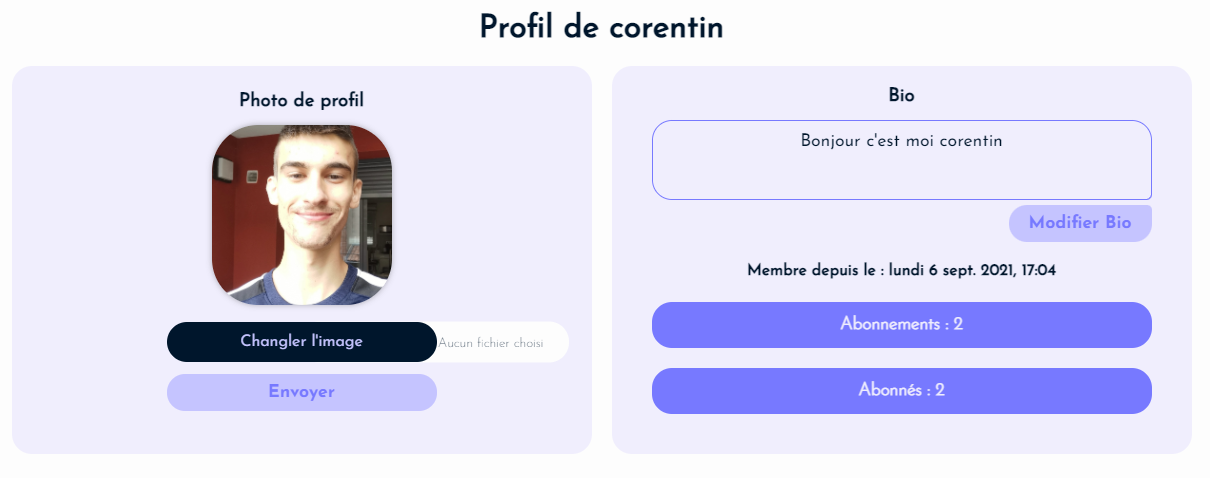 Profil de corentin
Photo de profil
Changler l'image
Aucun fichier choisi
Envoyer
Bio
Bonjour c'est moi corentin
Modifier Bio
Membre depuis le : lundi 6 sept. 2021, 17:04
Abonnements : 2
Abonnés : 2